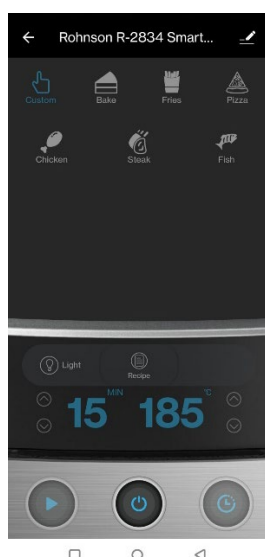 Rohnson R-2834 Smart...
Custom Bake Fries Pizza
Chicken Steak Fish
Light Recipe
15 MIN 185 °C